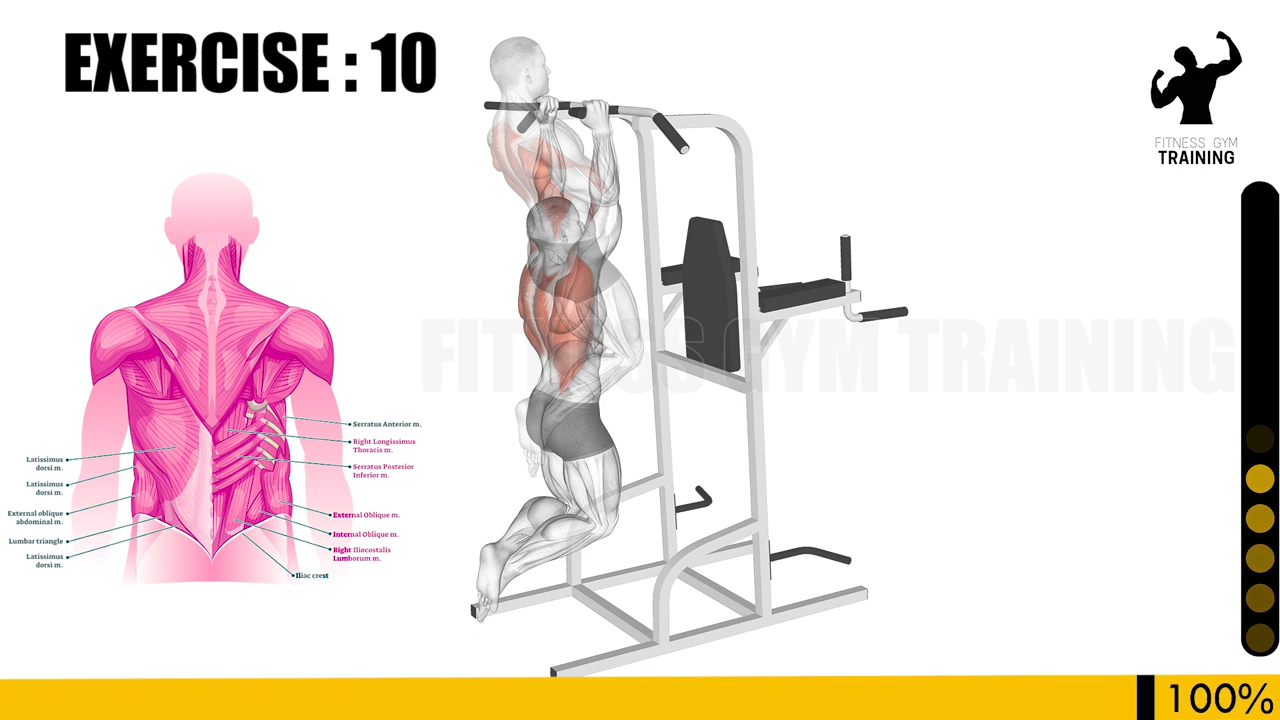 EXERCISE : 10
FITNESS GYM
TRAINING
FITNESS GYM TRAINING
Serratus Anterior m.
Right Longissimus
Thoracis m.
Serratus Posterior
Inferior m.
External Oblique m.
Internal Oblique m.
Right Iliocostalis
Lumborum m.
Iliac crest
Latissimus
dorsi m.
Latissimus
dorsi m.
External oblique
abdominal m.
Lumbar triangle
Latissimus
dorsi m.
100%